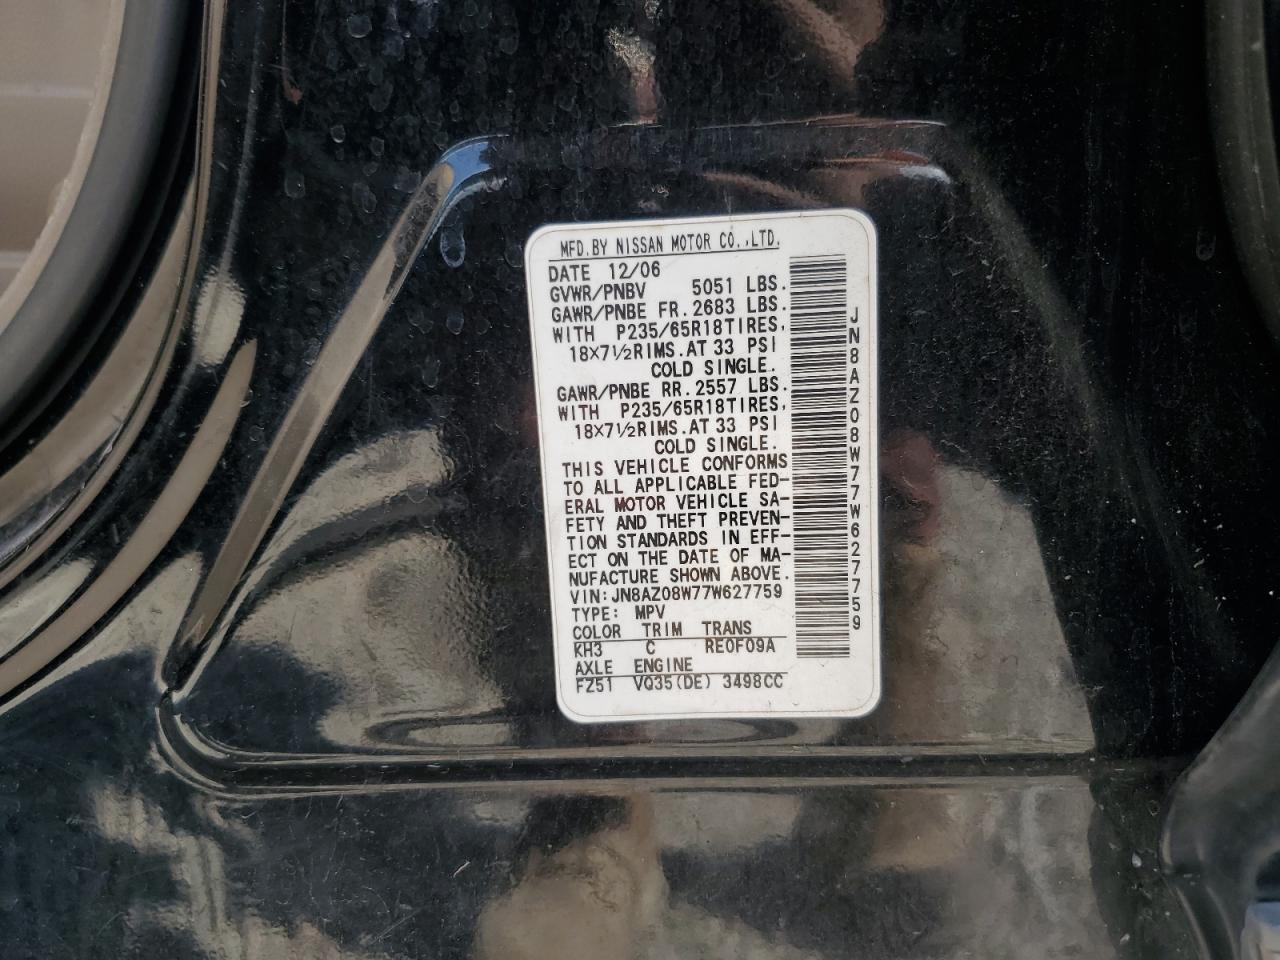 MFD.BY NISSAN MOTOR CO.,LTD.
DATE 12/06
GVWR/PNBV 5051 LBS.
GAWR/PNBE FR. 2683 LBS.
WITH P235/65R18TIRES,
18×7½RIMS.AT 33 PSI
COLD SINGLE.
GAWR/PNBE RR. 2557 LBS.
WITH P235/65R18TIRES,
18×7½RIMS.AT 33 PSI
COLD SINGLE.
THIS VEHICLE CONFORMS
TO ALL APPLICABLE FED-
ERAL MOTOR VEHICLE SA-
FETY AND THEFT PREVEN-
TION STANDARDS IN EFF-
ECT ON THE DATE OF MA-
NUFACTURE SHOWN ABOVE.
VIN:JN8AZ08W77W627759
TYPE: MPV
COLOR TRIM TRANS
KH3 C RE0F09A
AXLE ENGINE
FZ51 VQ35(DE) 3498CC
JN8AZ08W77W627759